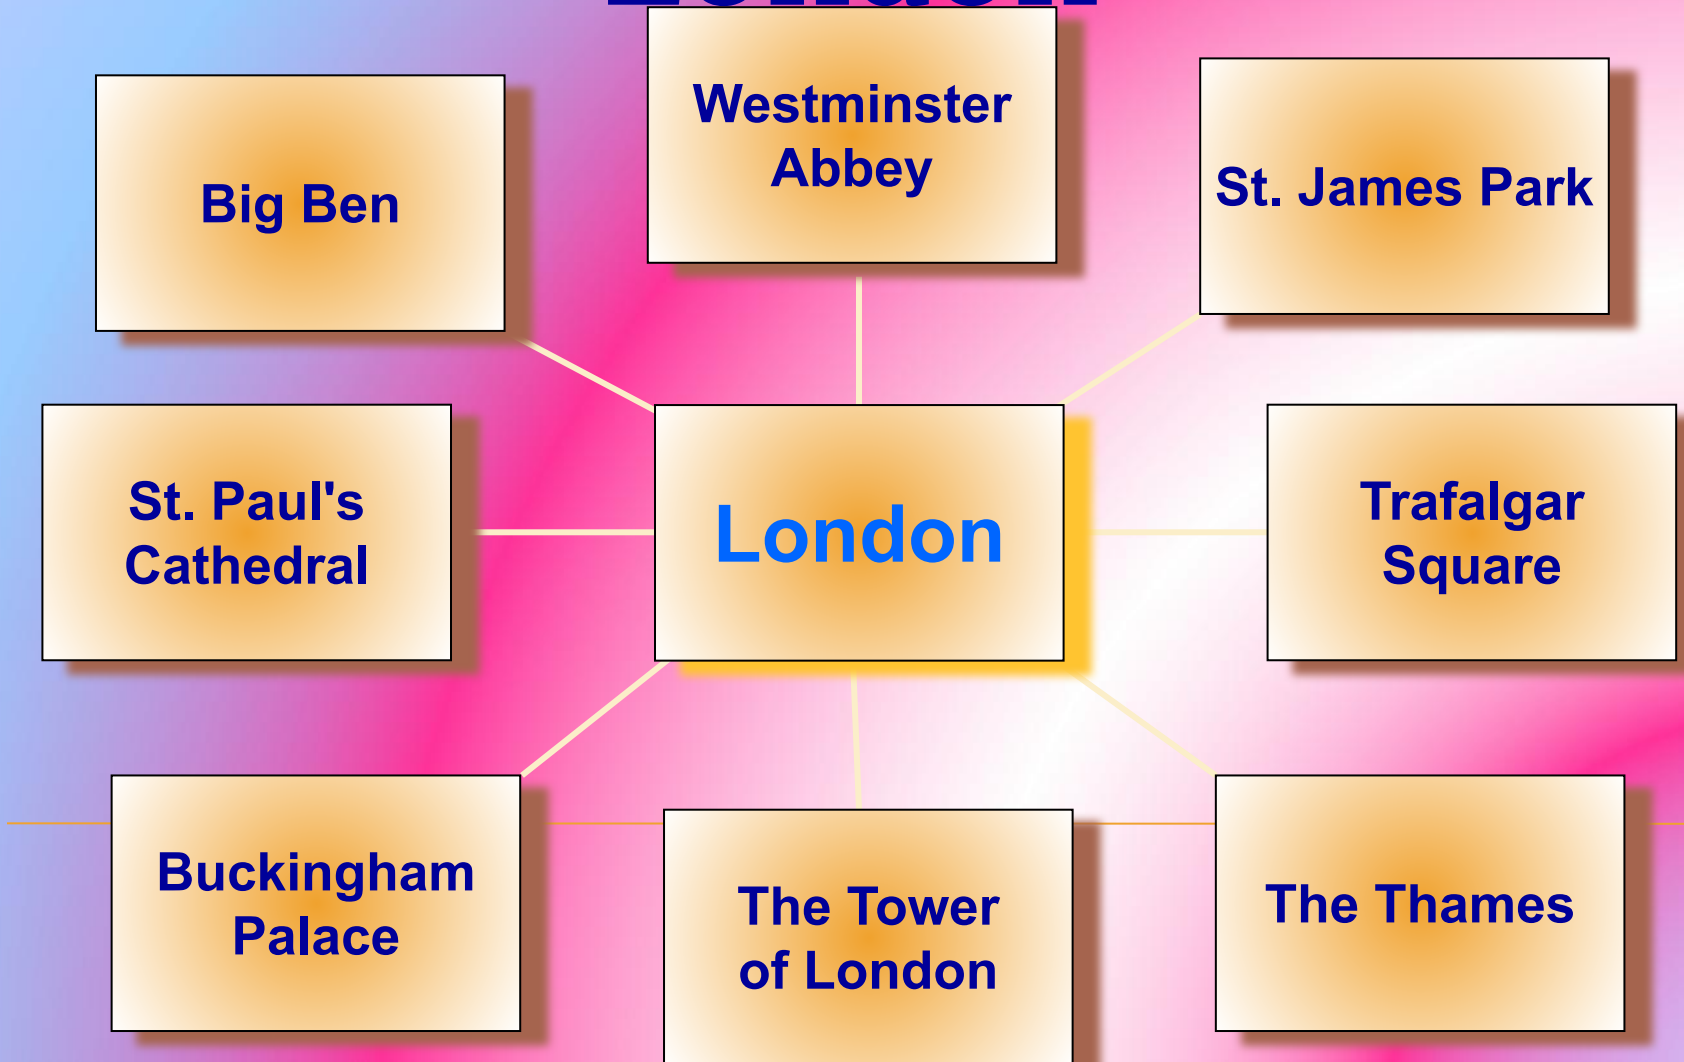 London
Westminster
Abbey
Big Ben
St. James Park
St. Paul's
Cathedral
London
Trafalgar
Square
Buckingham
Palace
The Tower
of London
The Thames